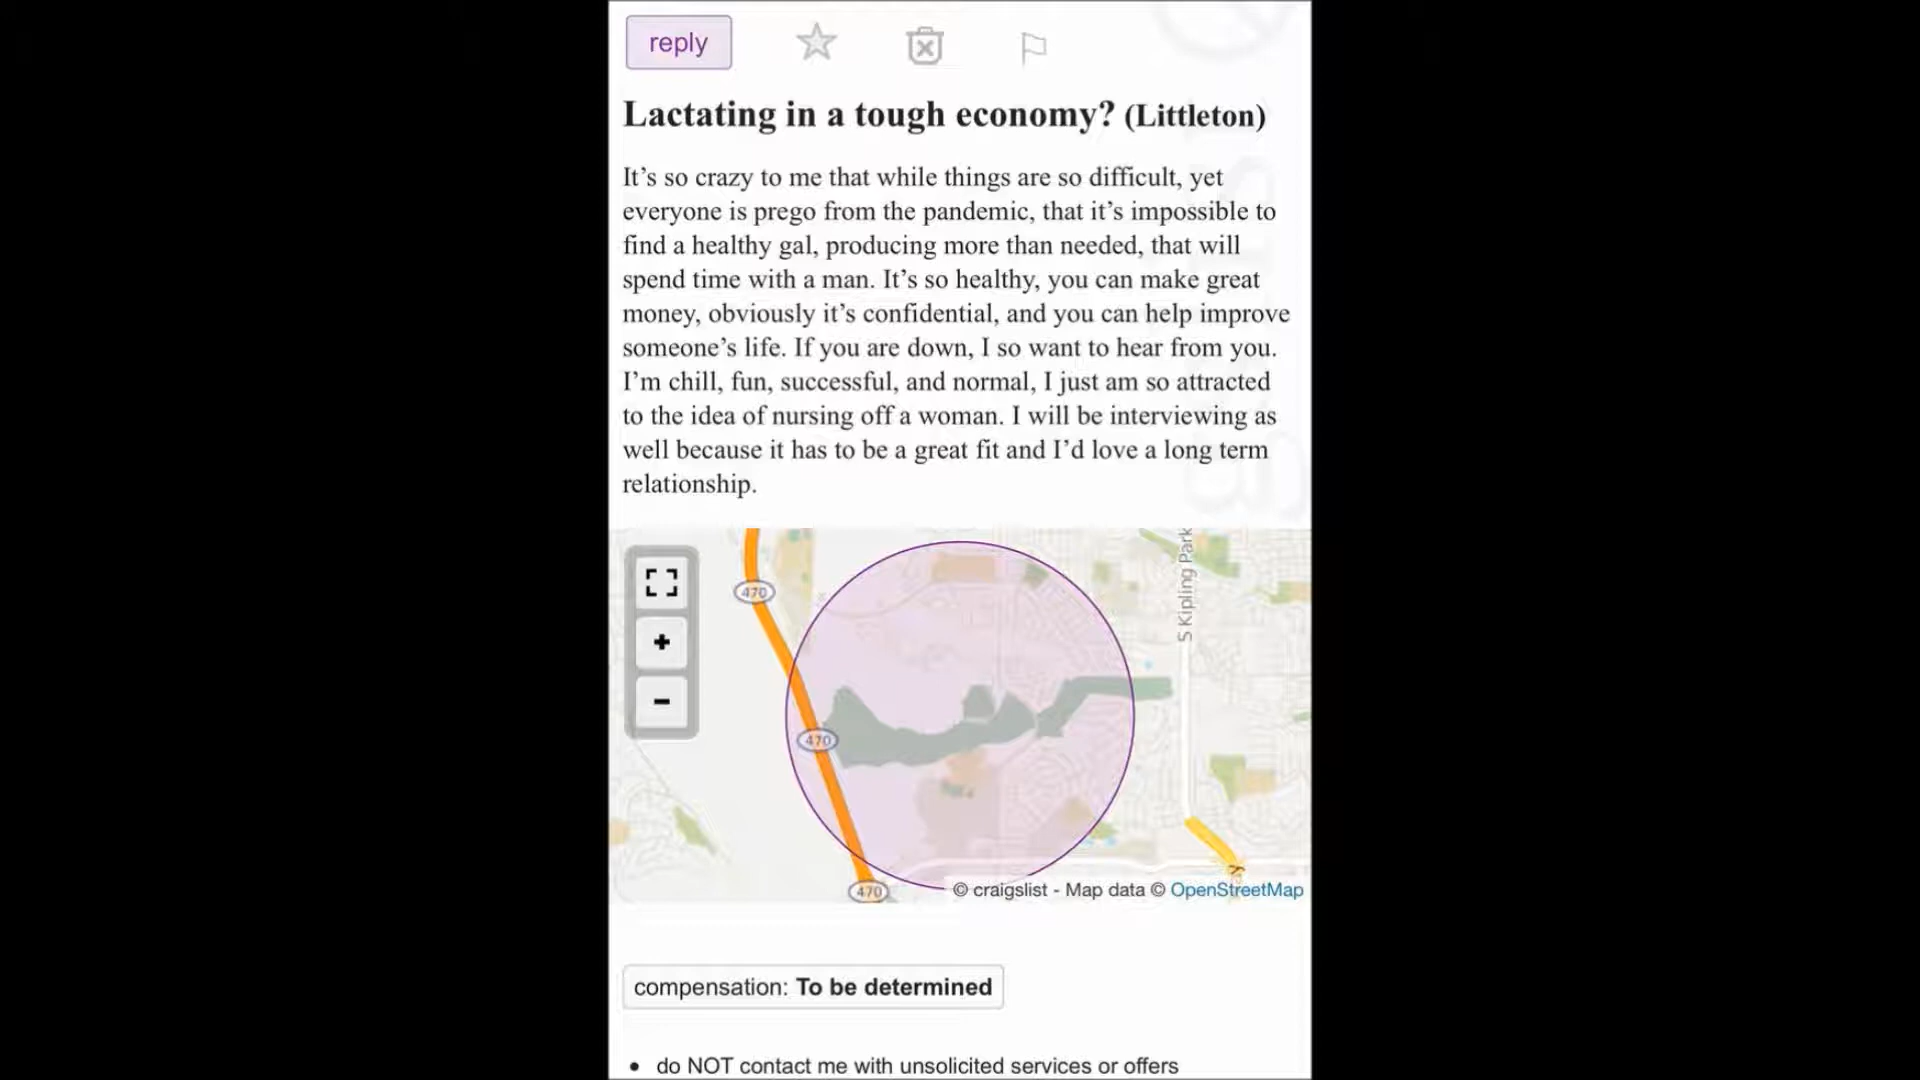 reply
Lactating in a tough economy? (Littleton)
It’s so crazy to me that while things are so difficult, yet
everyone is prego from the pandemic, that it’s impossible to
find a healthy gal, producing more than needed, that will
spend time with a man. It’s so healthy, you can make great
money, obviously it’s confidential, and you can help improve
someone’s life. If you are down, I so want to hear from you.
I’m chill, fun, successful, and normal, I just am so attracted
to the idea of nursing off a woman. I will be interviewing as
well because it has to be a great fit and I’d love a long term
relationship.
470
S Kipling Park
+
470
-
470
© craigslist - Map data © OpenStreetMap
compensation: To be determined
• do NOT contact me with unsolicited services or offers